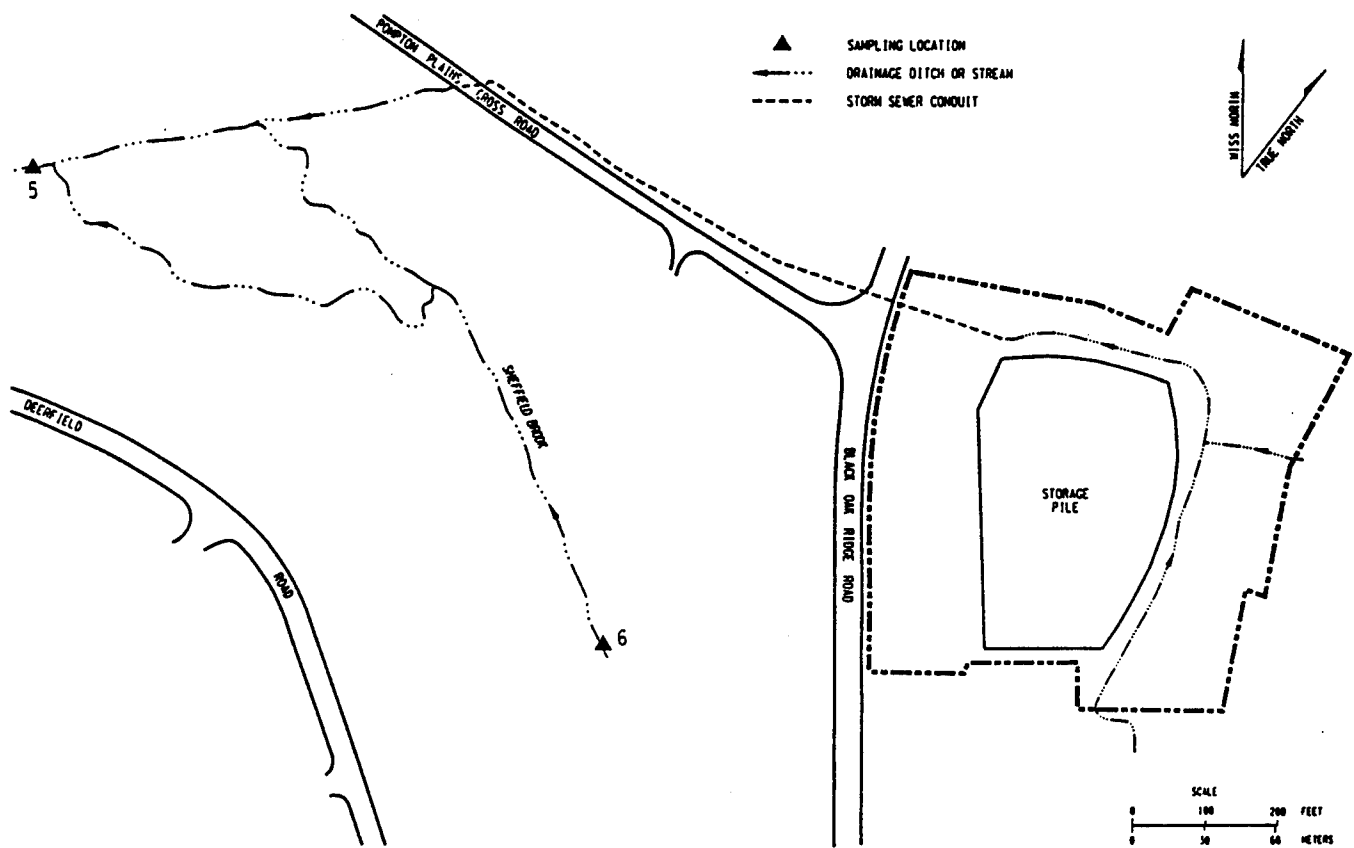 POMPTON PLAINS CROSS ROAD
SAMPLING LOCATION
DRAINAGE DITCH OR STREAM
STORM SEWER CONDUIT
NISS NORTH
TRUE NORTH
5
SHEFFIELD BROOK
DEERFIELD
ROAD
BLACK OAK RIDGE ROAD
STORAGE
PILE
6
SCALE
0 100 200 FEET
0 30 60 METERS